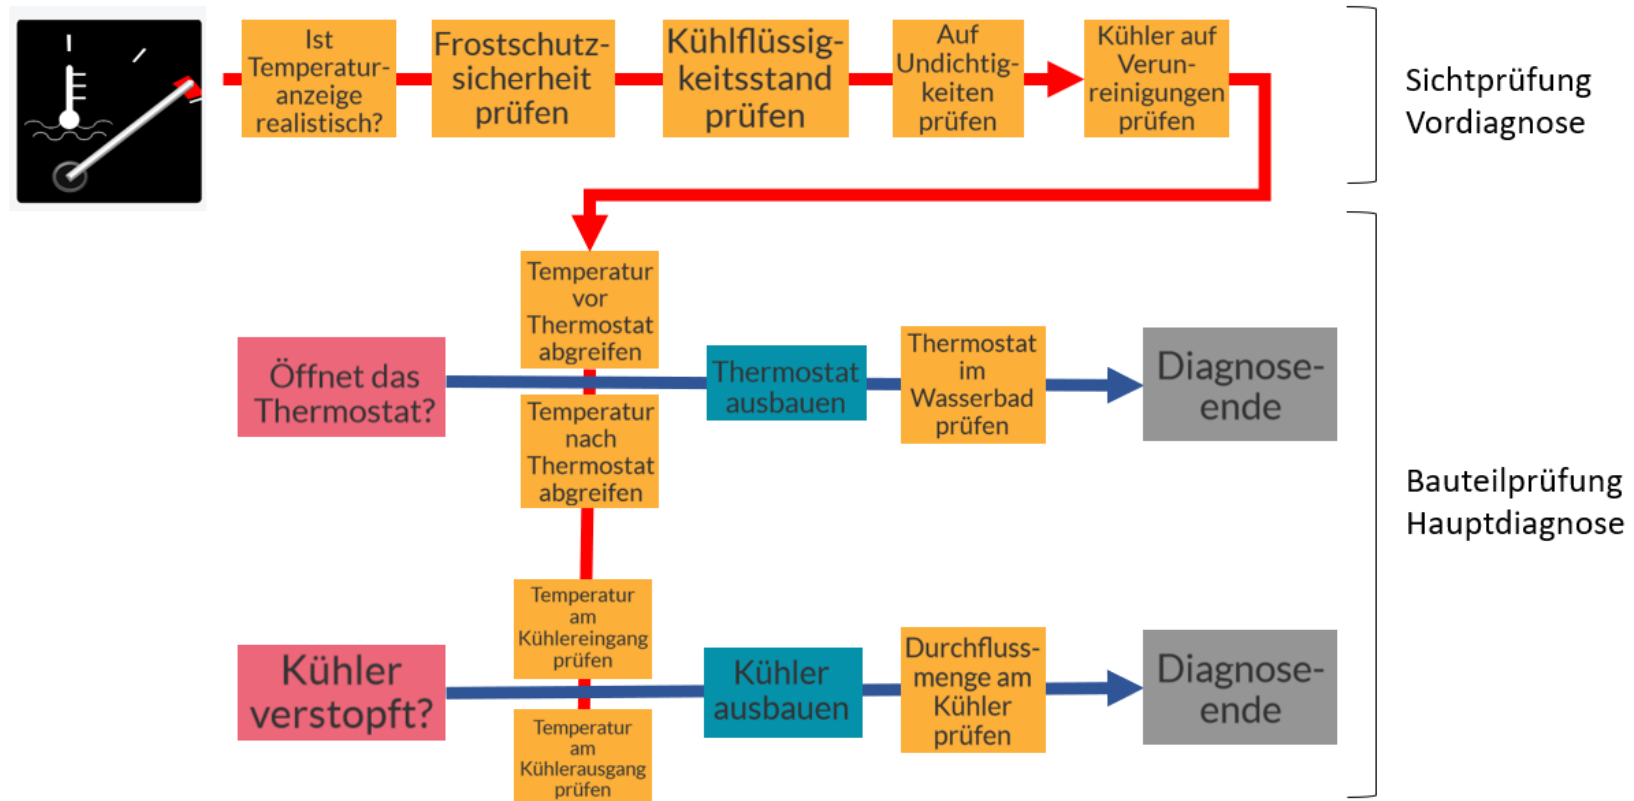 Ist
Temperatur-
anzeige
realistisch?
Frostschutz-
sicherheit
prüfen
Kühlflüssig-
keitsstand
prüfen
Auf
Undichtig-
keiten
prüfen
Kühler auf
Verun-
reinigungen
prüfen
Sichtprüfung
Vordiagnose
Temperatur
vor
Thermostat
abgreifen
Öffnet das
Thermostat?
Temperatur
nach
Thermostat
abgreifen
Thermostat
ausbauen
Thermostat
im
Wasserbad
prüfen
Diagnose-
ende
Bauteilprüfung
Hauptdiagnose
Temperatur
am
Kühlereingang
prüfen
Kühler
verstopft?
Temperatur
am
Kühlerausgang
prüfen
Kühler
ausbauen
Durchfluss-
menge am
Kühler
prüfen
Diagnose-
ende